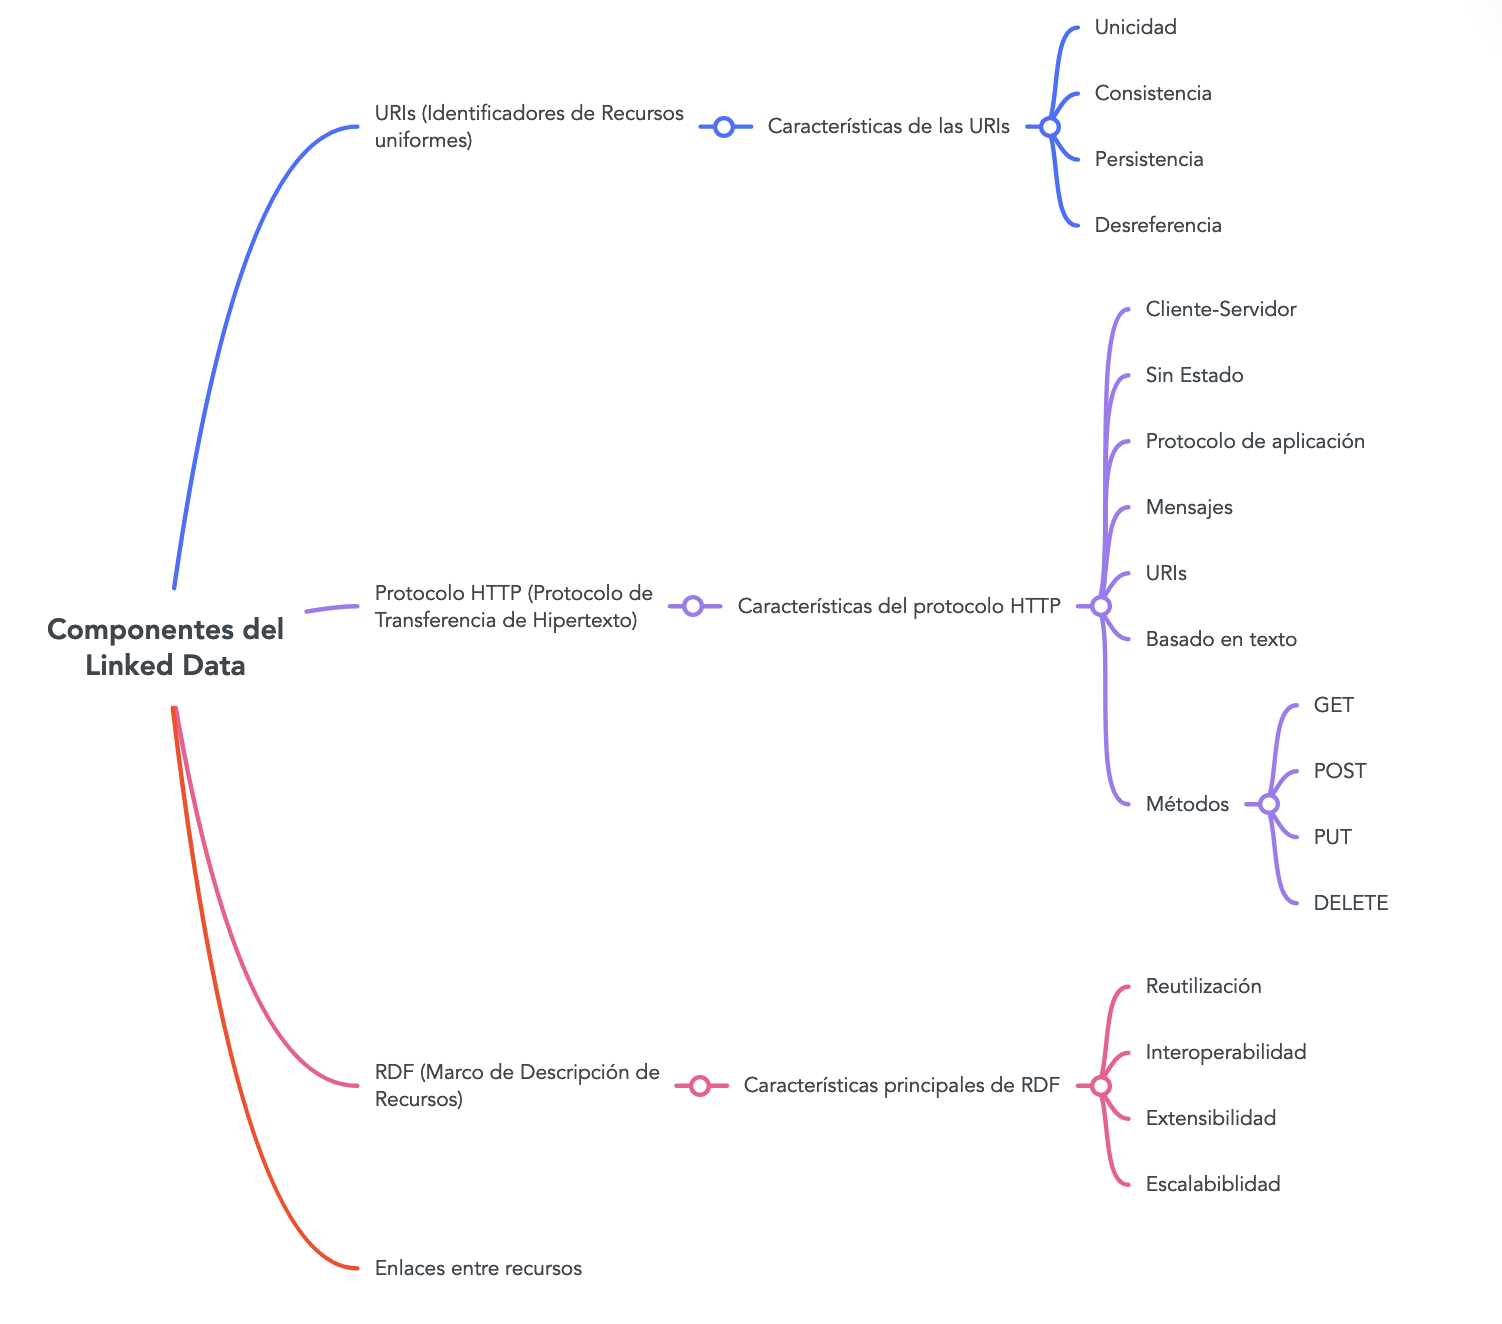 Componentes del
Linked Data
URIs (Identificadores de Recursos
uniformes)
Características de las URIs
Unicidad
Consistencia
Persistencia
Desreferencia
Protocolo HTTP (Protocolo de
Transferencia de Hipertexto)
Características del protocolo HTTP
Cliente-Servidor
Sin Estado
Protocolo de aplicación
Mensajes
URIs
Basado en texto
Métodos
GET
POST
PUT
DELETE
RDF (Marco de Descripción de
Recursos)
Características principales de RDF
Reutilización
Interoperabilidad
Extensibilidad
Escalabiblidad
Enlaces entre recursos